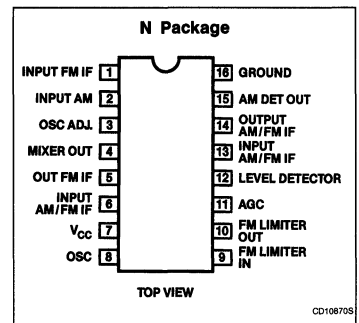 N Package
INPUT FM IF 1
INPUT AM 2
OSC ADJ. 3
MIXER OUT 4
OUT FM IF 5
INPUT
AM/FM IF 6
VCC 7
OSC 8
16 GROUND
15 AM DET OUT
14 OUTPUT
AM/FM IF
13 INPUT
AM/FM IF
12 LEVEL DETECTOR
11 AGC
10 FM LIMITER
OUT
9 FM LIMITER
IN
TOP VIEW
CD10870S